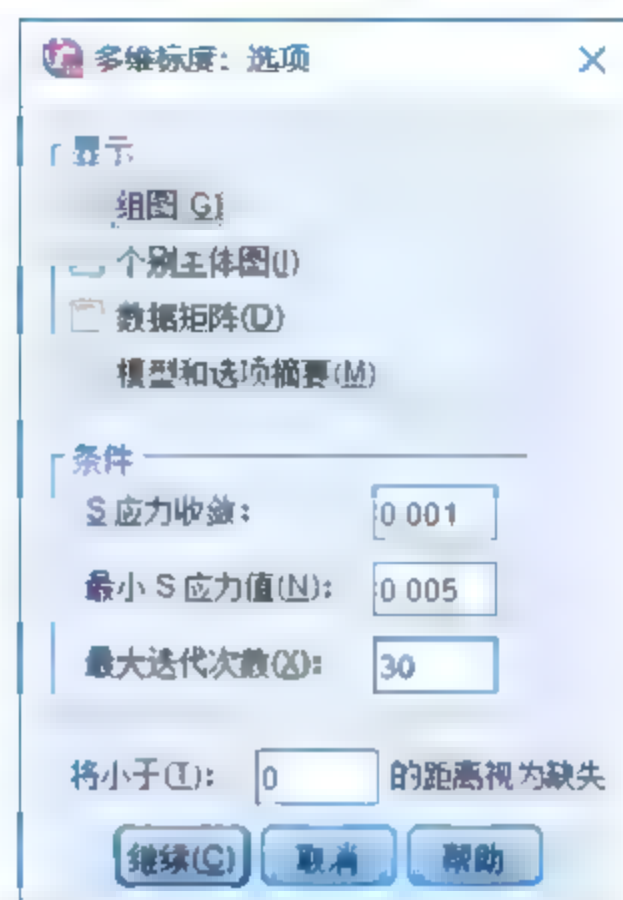 多维标度：选项
显示
组图 G)
个别主体图(I)
数据矩阵(D)
模型和选项摘要(M)
条件
S 应力收敛：
0 001
最小 S 应力值(N)：
0 005
最大迭代次数(X)：
30
将小于(T)： 0 的距离视为缺失
继续(C) 取消 帮助